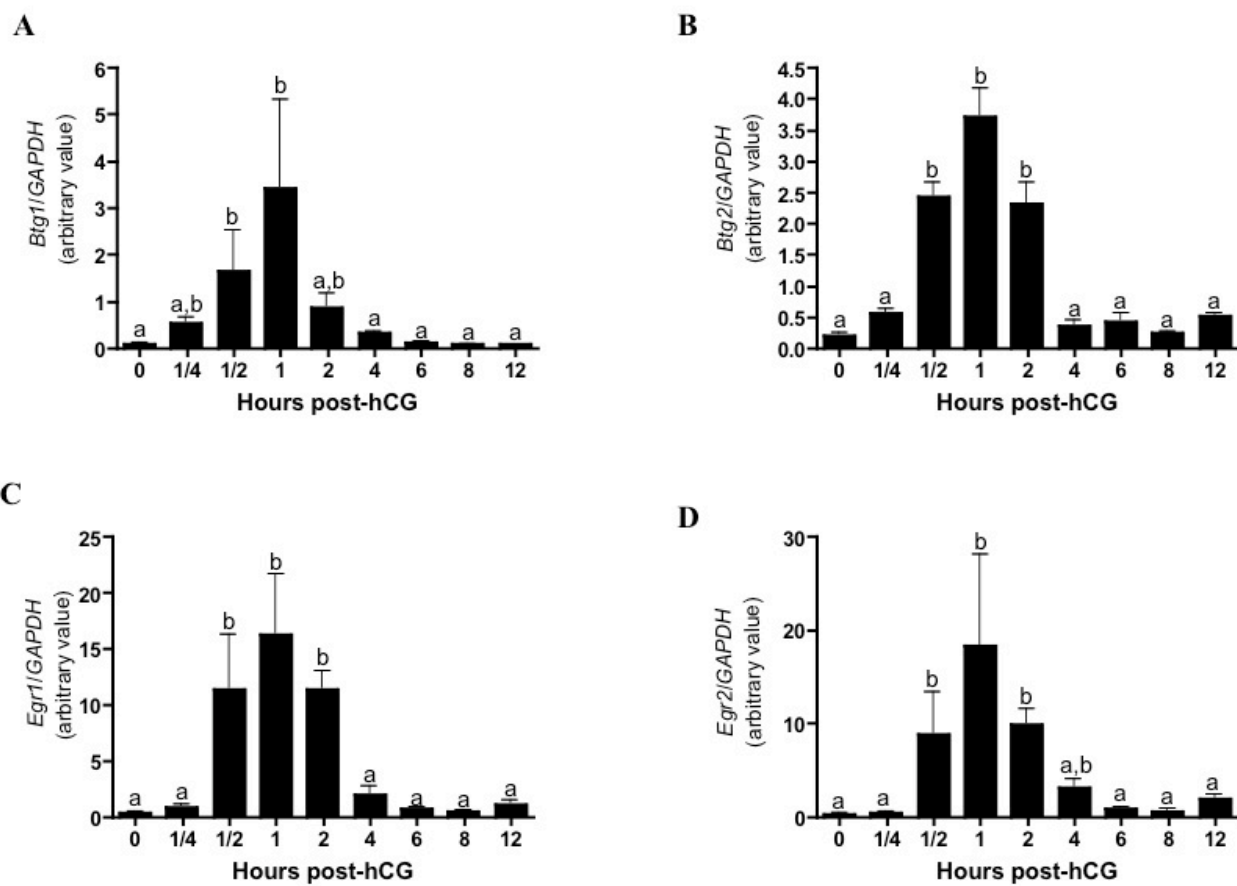 A
Btg1/GAPDH
(arbitrary value)
6
5
4
3
2
1
0
a
a,b
b
b
a,b
a
a
a
a
0 1/4 1/2 1 2 4 6 8 12
Hours post-hCG
B
Btg2/GAPDH
(arbitrary value)
4.5
4.0
3.5
3.0
2.5
2.0
1.5
1.0
0.5
0.0
a
a
b
b
b
a
a
a
a
0 1/4 1/2 1 2 4 6 8 12
Hours post-hCG
C
Egr1/GAPDH
(arbitrary value)
25
20
15
10
5
0
a
a
b
b
b
a
a
a
a
0 1/4 1/2 1 2 4 6 8 12
Hours post-hCG
D
Egr2/GAPDH
(arbitrary value)
30
20
10
0
a
a
b
b
b
a,b
a
a
a
0 1/4 1/2 1 2 4 6 8 12
Hours post-hCG